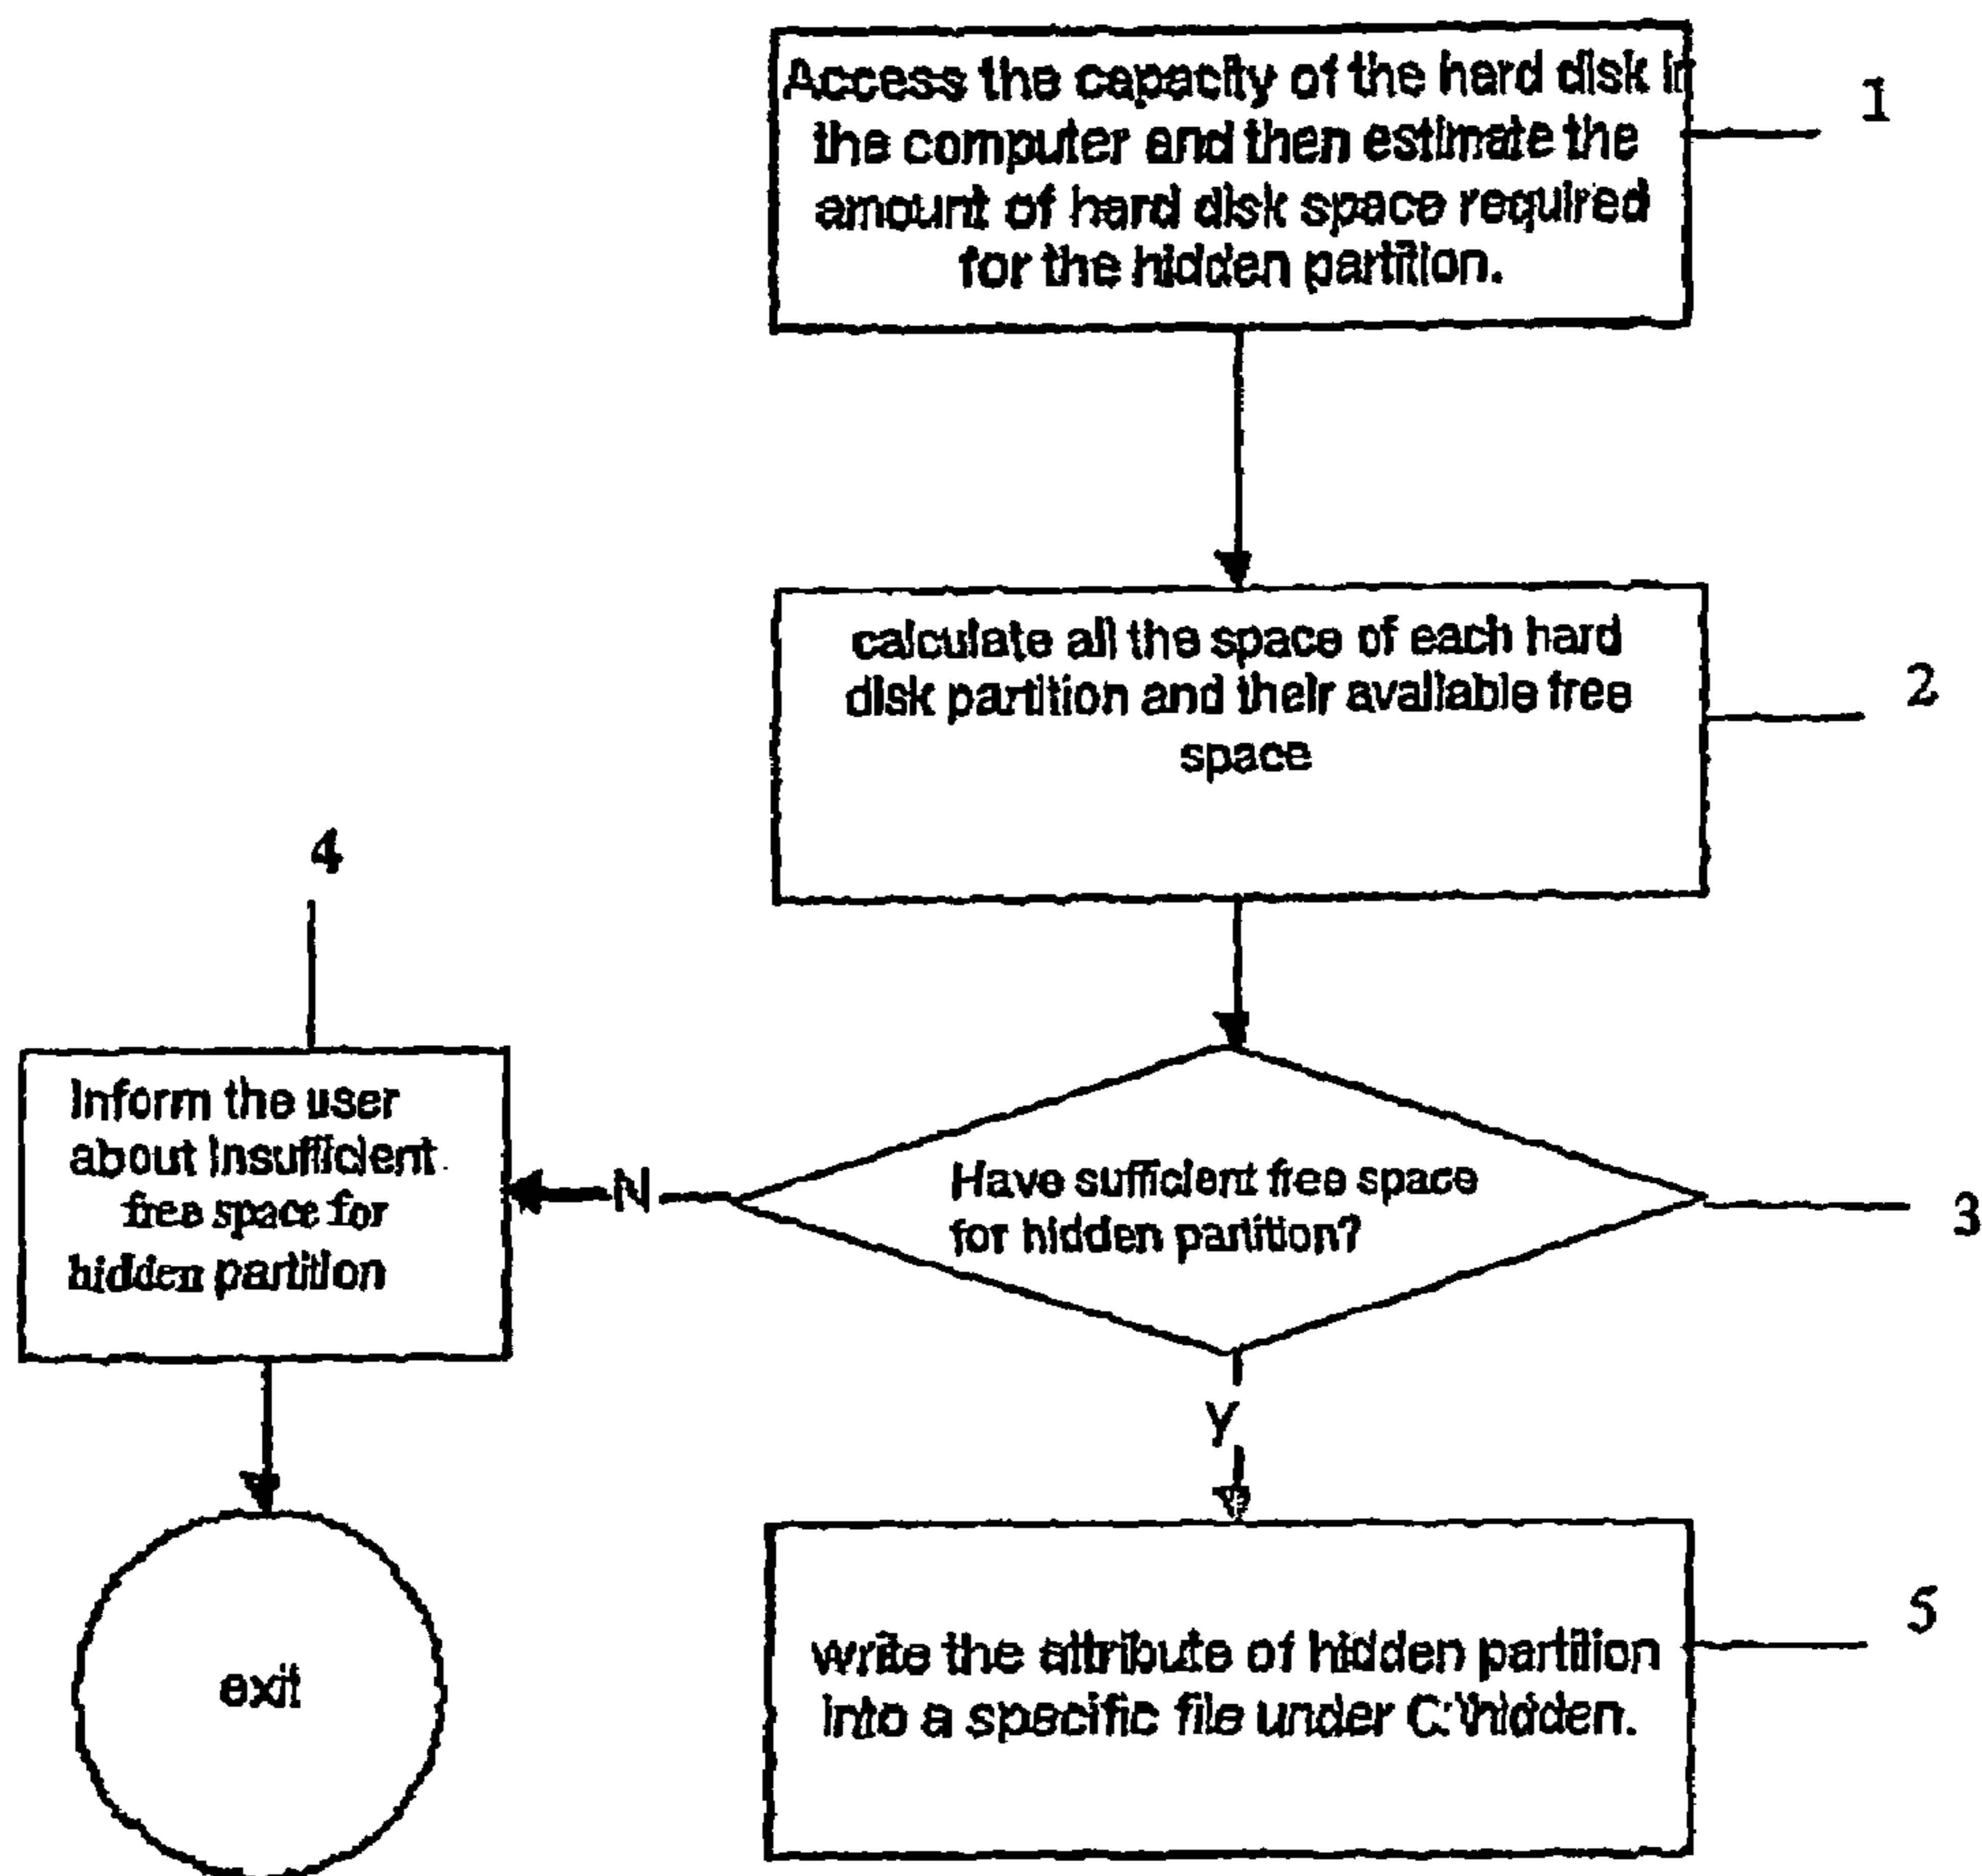 Access the capacity of the hard disk in
the computer and then estimate the
amount of hard disk space required
for the hidden partition.
1
calculate all the space of each hard
disk partition and their available free
space
2
4
Inform the user
about insufficient
free space for
hidden partition
N
Have sufficient free space
for hidden partition?
3
Y
exit
write the attribute of hidden partition
into a specific file under C:\hidden.
5